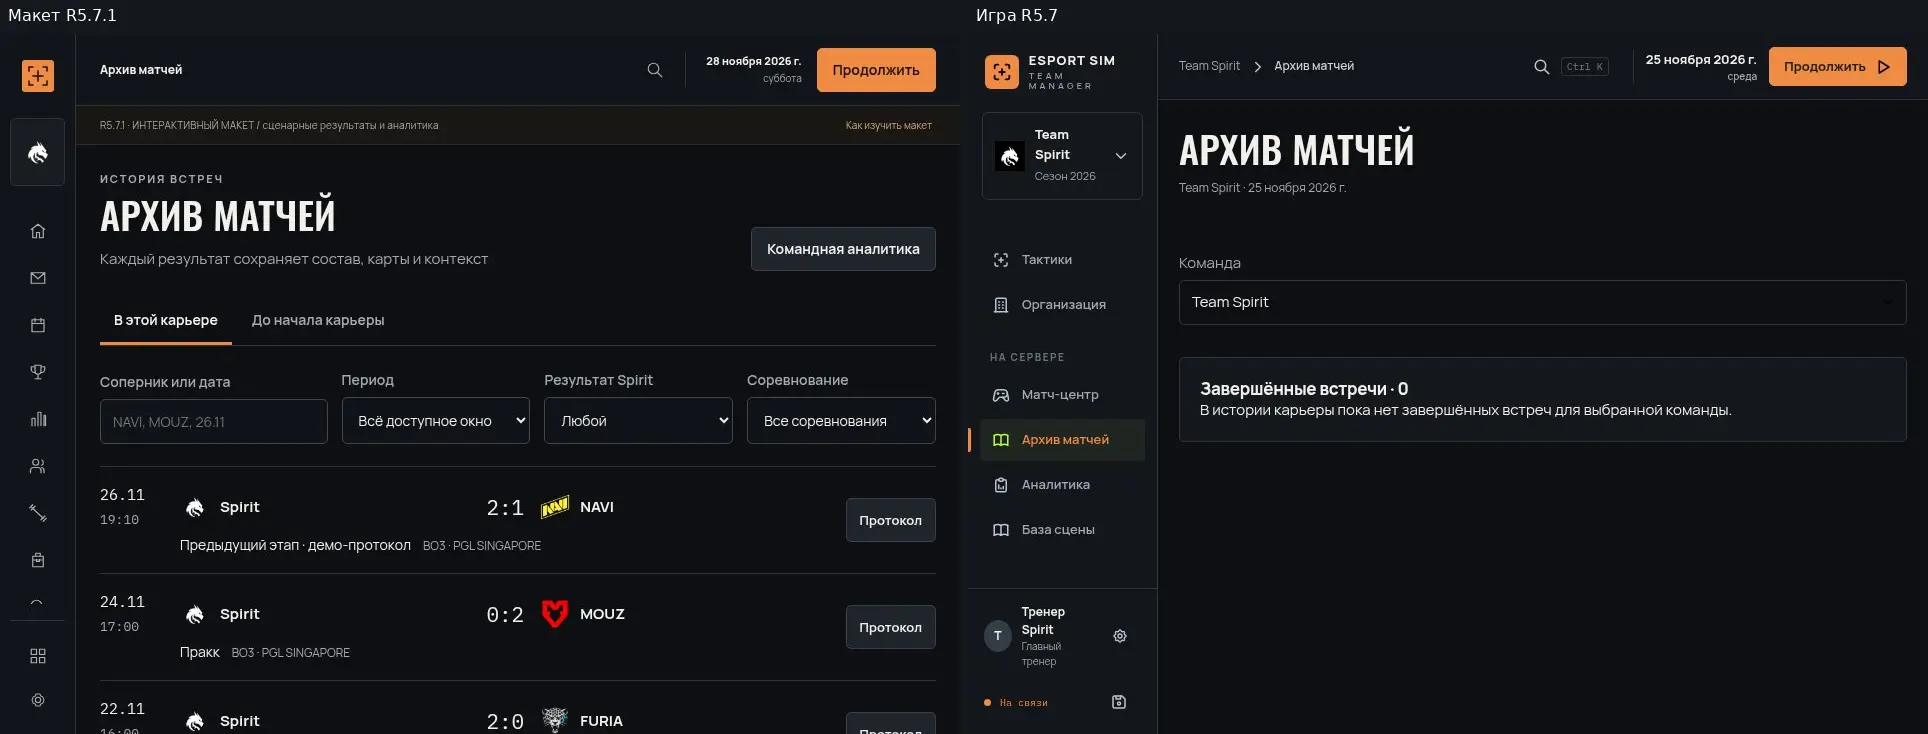 Макет R5.7.1
Архив матчей
28 ноября 2026 г.
суббота
Продолжить
R5.7.1 · ИНТЕРАКТИВНЫЙ МАКЕТ / сценарные результаты и аналитика
Как изучить макет
ИСТОРИЯ ВСТРЕЧ
АРХИВ МАТЧЕЙ
Каждый результат сохраняет состав, карты и контекст
Командная аналитика
В этой карьере
До начала карьеры
Соперник или дата
Период
Результат Spirit
Соревнование
NAVI, MOUZ, 26.11
Всё доступное окно
Любой
Все соревнования
26.11
19:10
Spirit
2:1
NAVI
Протокол
Предыдущий этап · демо-протокол
BO3 · PGL SINGAPORE
24.11
17:00
Spirit
0:2
MOUZ
Протокол
Пракк
BO3 · PGL SINGAPORE
22.11
16:00
Spirit
2:0
FURIA
Протокол
Игра R5.7
ESPORT SIM
TEAM
MANAGER
Team
Spirit
Сезон 2026
Тактики
Организация
НА СЕРВЕРЕ
Матч-центр
Архив матчей
Аналитика
База сцены
Т
Тренер
Spirit
Главный
тренер
На связи
Team Spirit
Архив матчей
Ctrl K
25 ноября 2026 г.
среда
Продолжить
АРХИВ МАТЧЕЙ
Team Spirit · 25 ноября 2026 г.
Команда
Team Spirit
Завершённые встречи · 0
В истории карьеры пока нет завершённых встреч для выбранной команды.